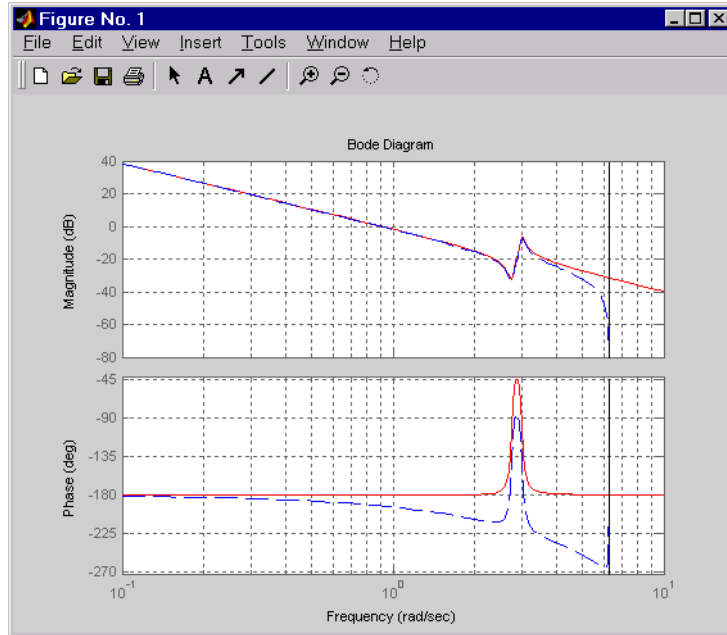 Figure No. 1
File Edit View Insert Tools Window Help
A
Bode Diagram
Magnitude (dB)
40
20
0
-20
-40
-60
-80
Phase (deg)
-45
-90
-135
-180
-225
-270
10^-1
10^0
10^1
Frequency (rad/sec)